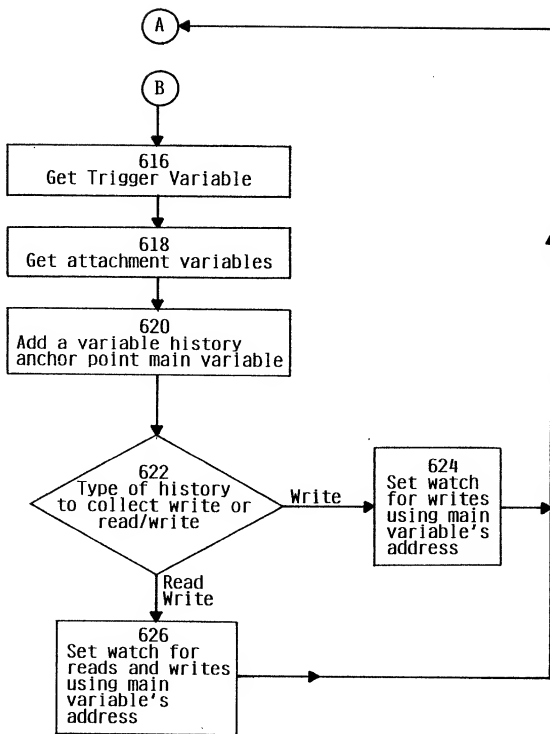 A
B
616
Get Trigger Variable
618
Get attachment variables
620
Add a variable history
anchor point main variable
622
Type of history
to collect write or
read/write
Write
624
Set watch
for writes
using main
variable's
address
Read
Write
626
Set watch for
reads and writes
using main
variable's
address